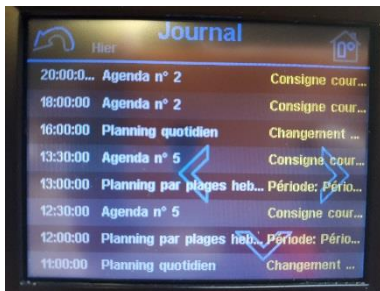 Journal
Hier
0°
20:00:0... Agenda n° 2 Consigne cour...
18:00:00 Agenda n° 2 Consigne cour...
16:00:00 Planning quotidien Changement ...
13:30:00 Agenda n° 5 Consigne cour...
13:00:00 Planning par plages heb... Période: Pério...
12:30:00 Agenda n° 5 Consigne cour...
12:00:00 Planning par plages heb... Période: Pério...
11:00:00 Planning quotidien Changement ...